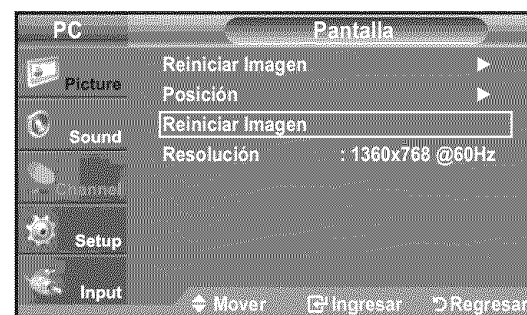 PC
Pantalla
Picture
Reiniciar Imagen
Posición
Sound
Reiniciar Imagen
Resolución : 1360x768 @60Hz
Channel
Setup
Input
Mover Ingresar Regresar